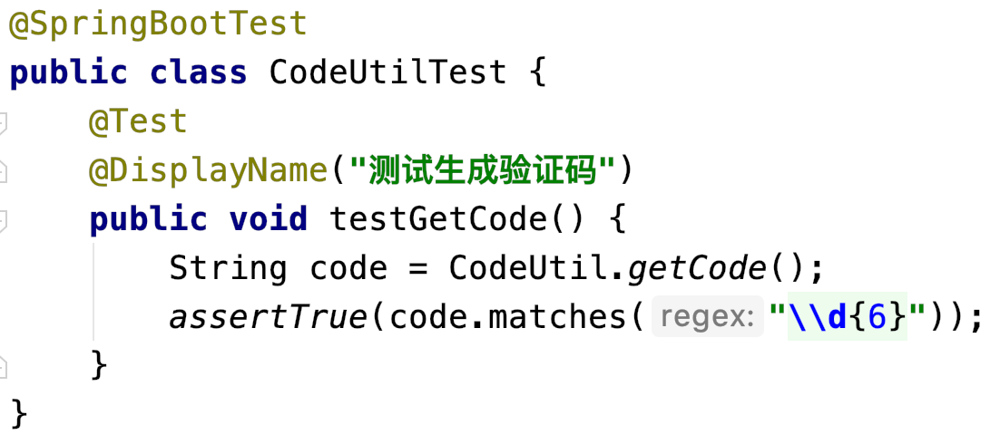 @SpringBootTest
public class CodeUtilTest {
    @Test
    @DisplayName("测试生成验证码")
    public void testGetCode() {
        String code = CodeUtil.getCode();
        assertTrue(code.matches( regex: "\\d{6}"));
    }
}